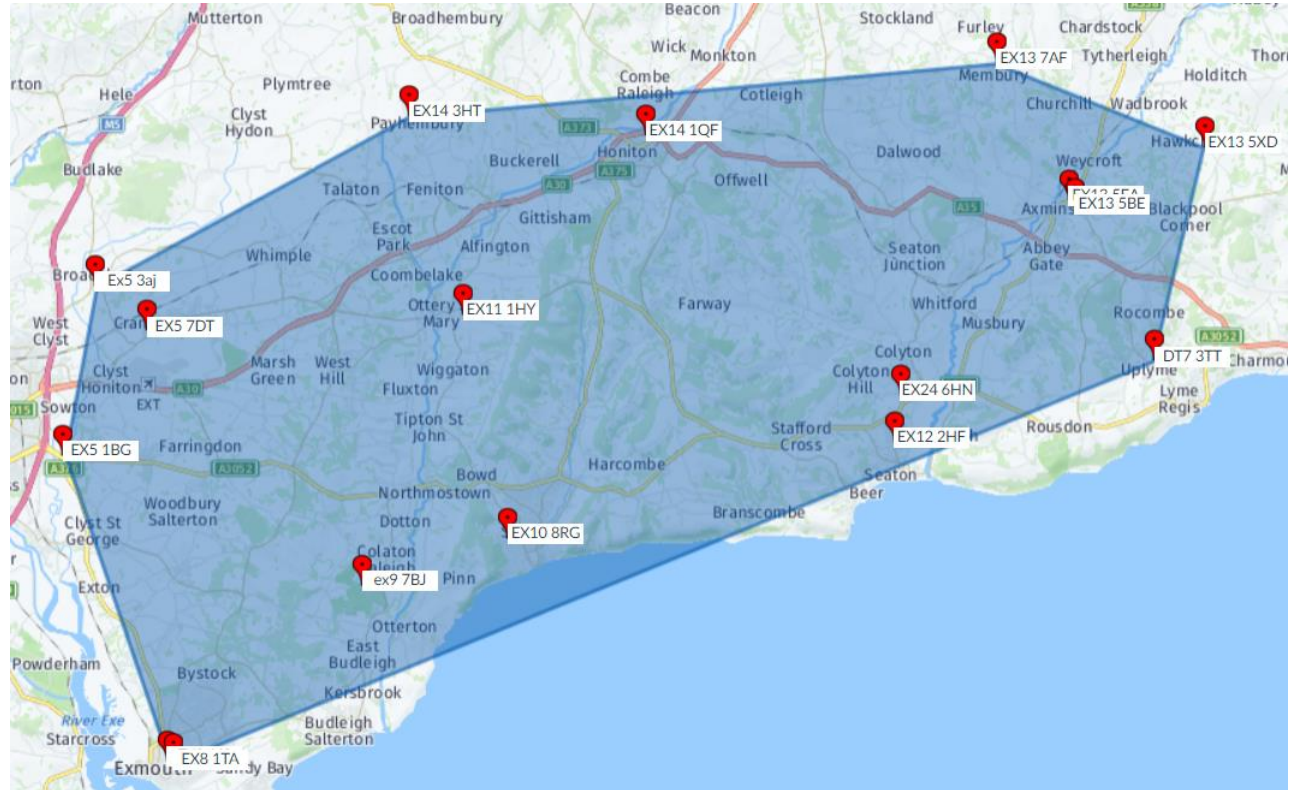 Mutterton
Broadhembury
Beacon
Stockland
Furley
Chardstock
Wick
Monkton
EX13 7AF
Tytherleigh
Plymtree
Combe
Raleigh
Cotleigh
Membury
Holditch
Hele
M5
EX14 3HT
Churchill
Wadbrook
Clyst
Hydon
Payhembury
A373
EX14 1QF
EX13 5XD
Buckerell
Honiton
Dalwood
Weycroft
Budlake
A375
Talaton
Feniton
A30
Offwell
EX13 5BE
Blackpool
Corner
Gittisham
A35
Escot
Park
Alfington
Seaton
Junction
Abbey
Gate
Whimple
Ex5 3aj
Coombelake
Farway
Whitford
Ottery
Mary
EX11 1HY
Musbury
Rocombe
West
Clyst
EX5 7DT
A3052
Colyton
DT7 3TT
Charmo
Clyst
Honiton
Marsh
Green
West
Hill
Wiggaton
Colyton
Hill
EX24 6HN
Uplyme
Lyme
Regis
A30
Fluxton
EXT
Sowton
Tipton St
John
EX12 2HF
Stafford
Cross
Rousdon
EX5 1BG
Farringdon
A3052
Harcombe
Bowd
Seaton
Beer
Northmostown
Woodbury
Salterton
Branscombe
Clyst St
George
Dotton
EX10 8RG
Colaton
Raleigh
ex9 7BJ
Pinn
Exton
Otterton
East
Budleigh
Powderham
Bystock
Kersbrook
River Exe
Starcross
Budleigh
Salterton
EX8 1TA
Exmouth
Sandy Bay